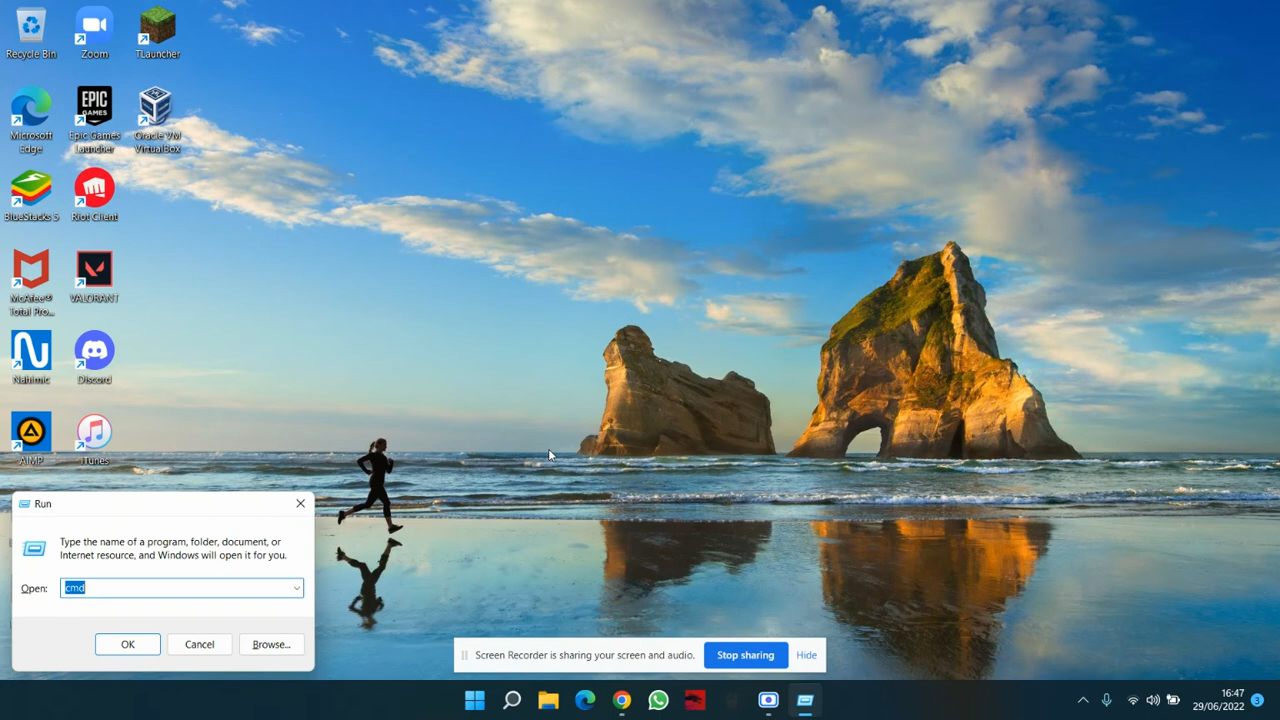 Recycle Bin
Zoom
TLauncher
Microsoft
Edge
EPIC
GAMES
Epic Games
Launcher
Oracle VM
VirtualBox
BlueStacks 5
Riot Client
McAfee®
Total Pro...
VALORANT
Nahimic
Discord
AIMP
iTunes
Run
Type the name of a program, folder, document, or
Internet resource, and Windows will open it for you.
Open:
cmd
OK
Cancel
Browse...
Screen Recorder is sharing your screen and audio.
Stop sharing
Hide
16:47
29/06/2022
3